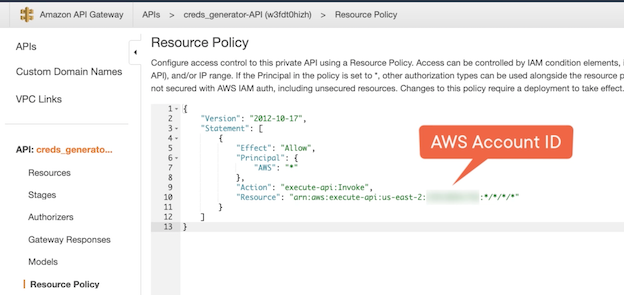 Amazon API Gateway APIs > creds_generator-API (w3fdt0hizh) > Resource Policy
APIs
Custom Domain Names
VPC Links
API: creds_generato...
Resources
Stages
Authorizers
Gateway Responses
Models
Resource Policy
Resource Policy
Configure access control to this private API using a Resource Policy. Access can be controlled by IAM condition elements, i
API), and/or IP range. If the Principal in the policy is set to *, other authorization types can be used alongside the resource p
not secured with AWS IAM auth, including unsecured resources. Changes to this policy require a deployment to take effect.
1 {
2 "Version": "2012-10-17",
3 "Statement": [
4 {
5 "Effect": "Allow",
6 "Principal": {
7 "AWS": "*"
8 },
9 "Action": "execute-api:Invoke",
10 "Resource": "arn:aws:execute-api:us-east-2: :*/*/*/*"
11 }
12 ]
13 }
AWS Account ID